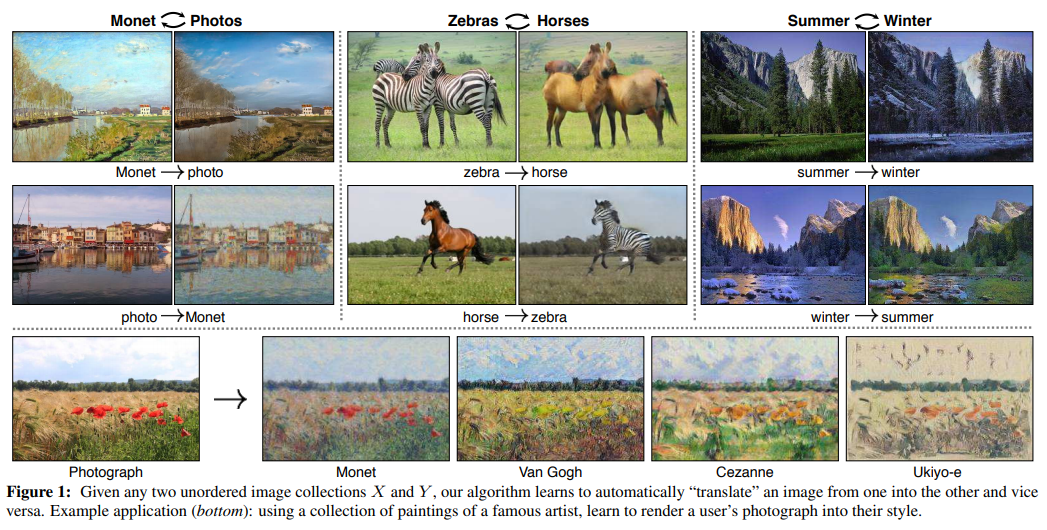 Monet Photos
Zebras Horses
Summer Winter
Monet → photo
zebra → horse
summer → winter
photo → Monet
horse → zebra
winter → summer
Photograph
Monet
Van Gogh
Cezanne
Ukiyo-e
Figure 1: Given any two unordered image collections X and Y, our algorithm learns to automatically “translate” an image from one into the other and vice
versa. Example application (bottom): using a collection of paintings of a famous artist, learn to render a user’s photograph into their style.